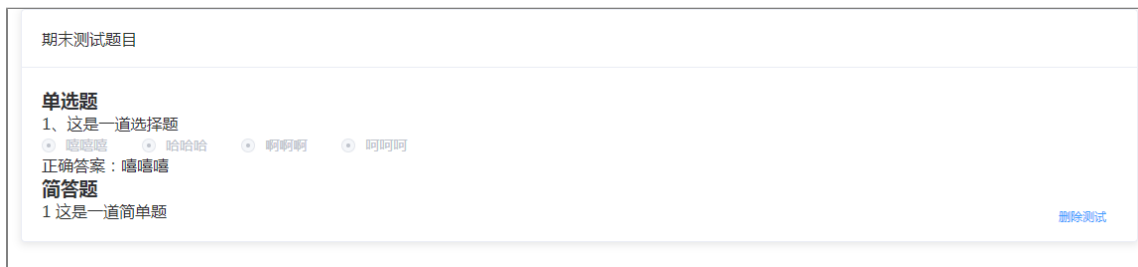 期末测试题目
单选题
1、这是一道选择题
嘻嘻嘻 哈哈哈 啊啊啊 呵呵呵
正确答案：嘻嘻嘻
简答题
1 这是一道简单题
删除测试